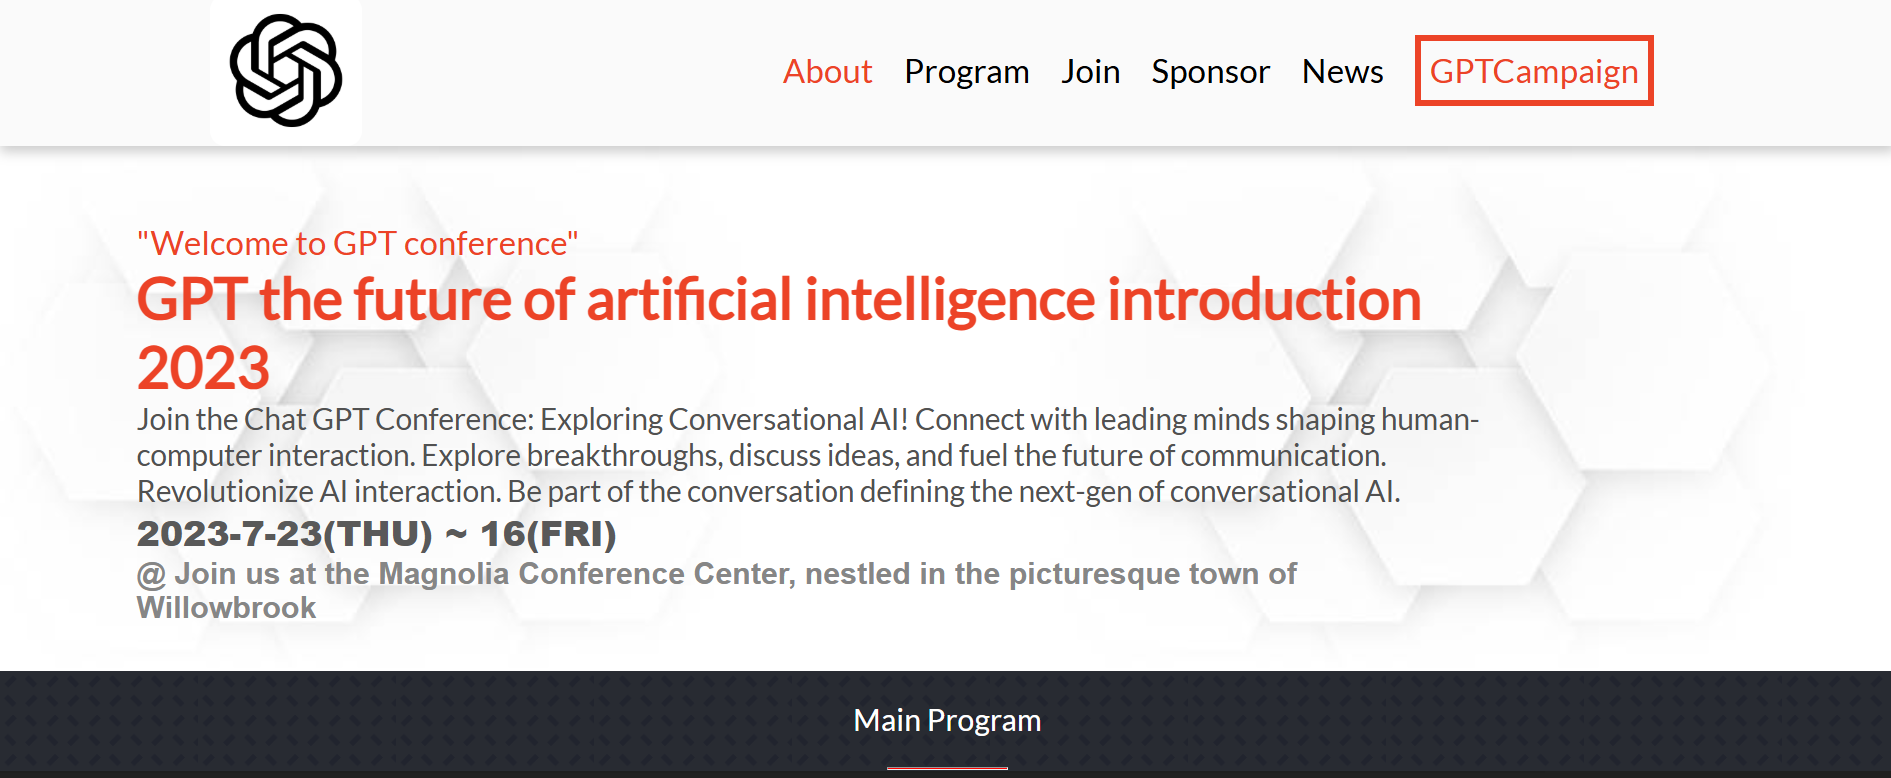 About Program Join Sponsor News GPTCampaign
"Welcome to GPT conference"
GPT the future of artificial intelligence introduction
2023
Join the Chat GPT Conference: Exploring Conversational AI! Connect with leading minds shaping human-
computer interaction. Explore breakthroughs, discuss ideas, and fuel the future of communication.
Revolutionize AI interaction. Be part of the conversation defining the next-gen of conversational AI.
2023-7-23(THU) ~ 16(FRI)
@ Join us at the Magnolia Conference Center, nestled in the picturesque town of
Willowbrook
Main Program